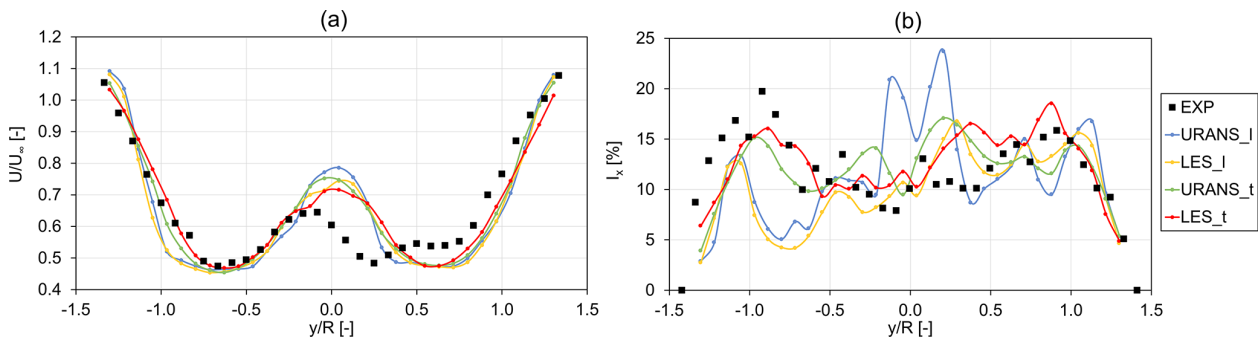 (a)
1.2
1.1
1.0
0.9
0.8
0.7
0.6
0.5
0.4
U/U∞ [-]
-1.5 -1.0 -0.5 0.0 0.5 1.0 1.5
y/R [-]
(b)
25
20
15
10
5
0
Ix [%]
-1.5 -1.0 -0.5 0.0 0.5 1.0 1.5
y/R [-]
EXP
URANS_l
LES_l
URANS_t
LES_t